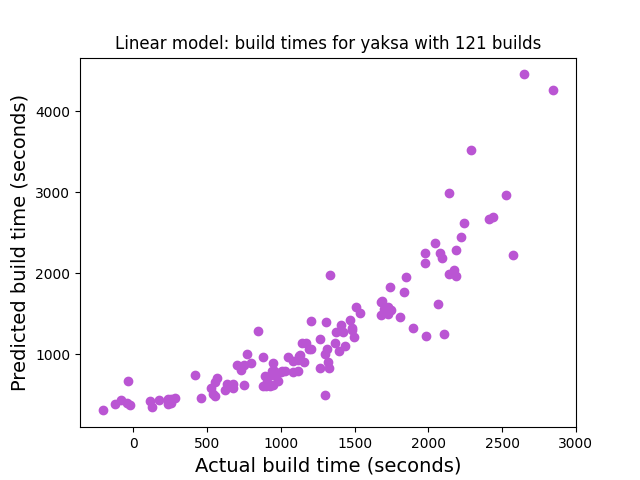 Linear model: build times for yaksa with 121 builds
Predicted build time (seconds)
4000
3000
2000
1000
0 500 1000 1500 2000 2500 3000
Actual build time (seconds)